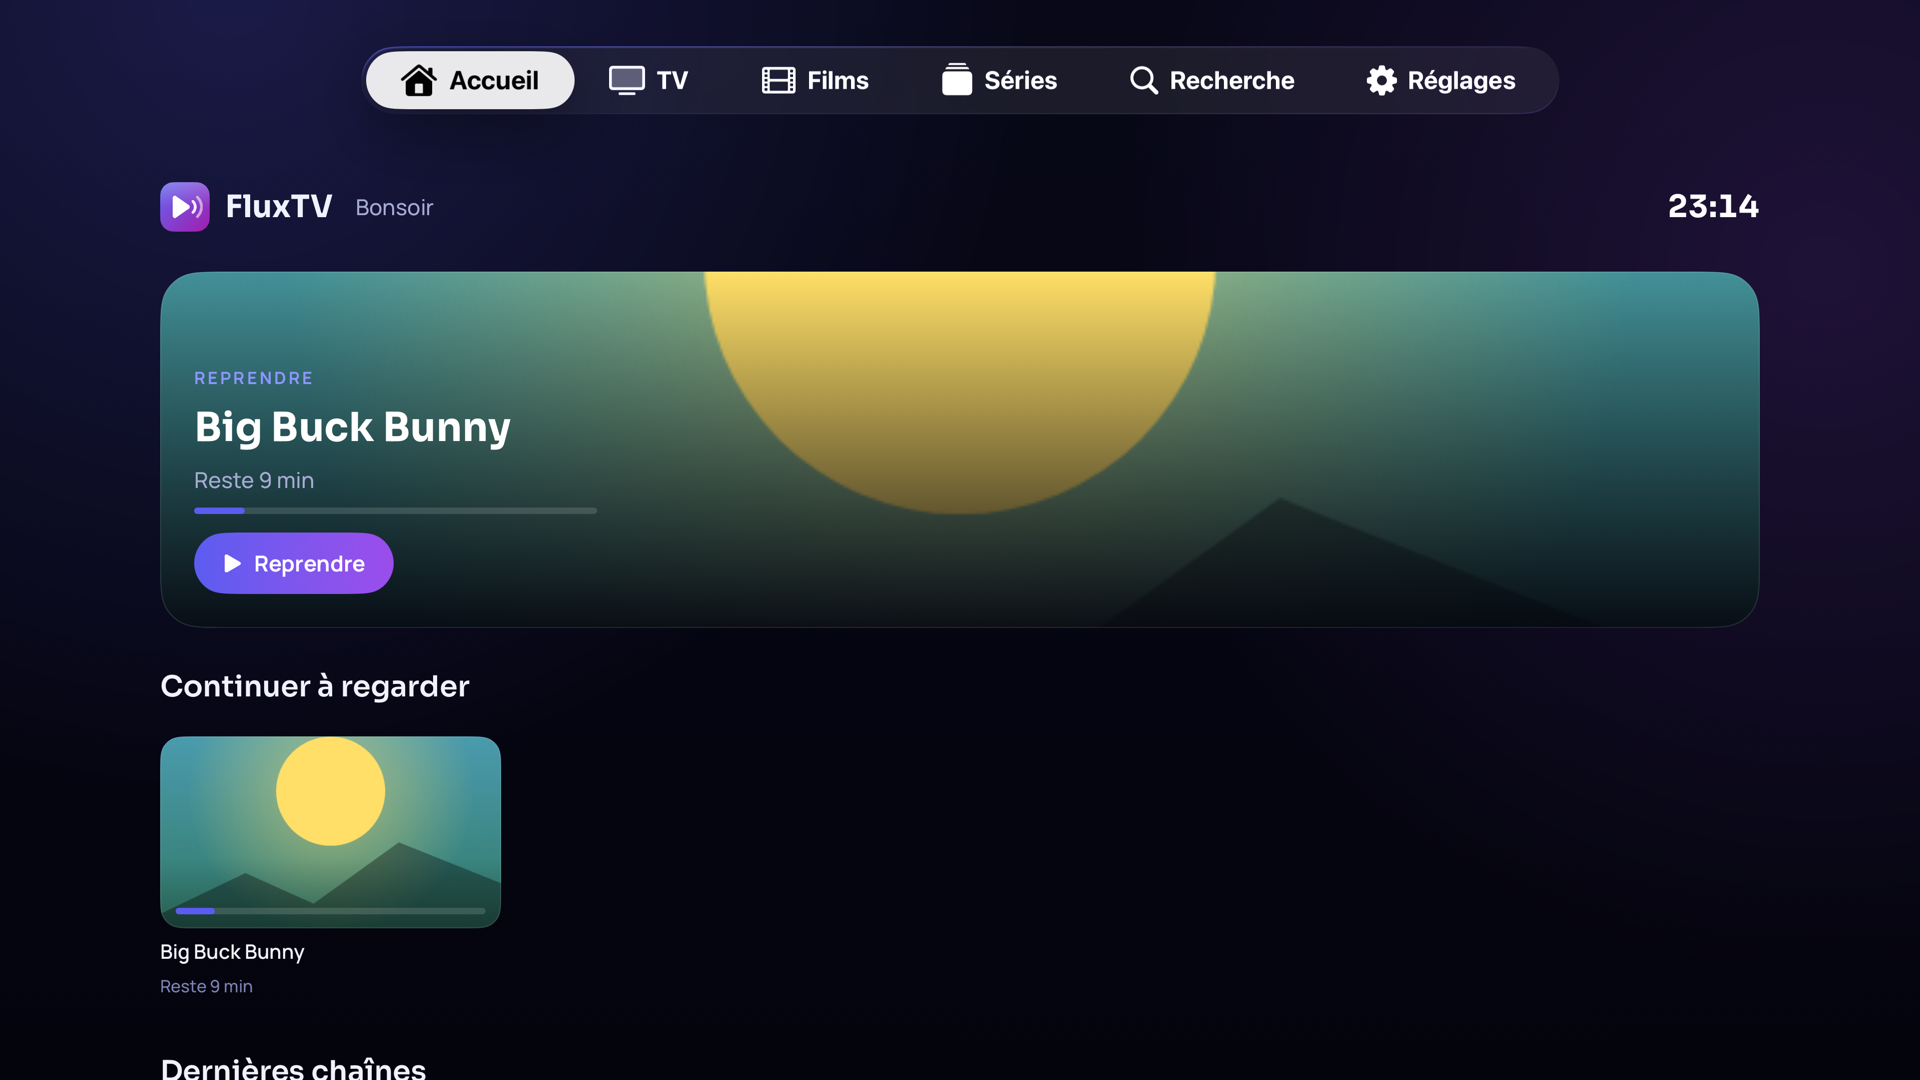 Accueil TV Films Séries Recherche Réglages
FluxTV Bonsoir 23:14
REPRENDRE
Big Buck Bunny
Reste 9 min
Reprendre
Continuer à regarder
Big Buck Bunny
Reste 9 min
Dernières chaînes